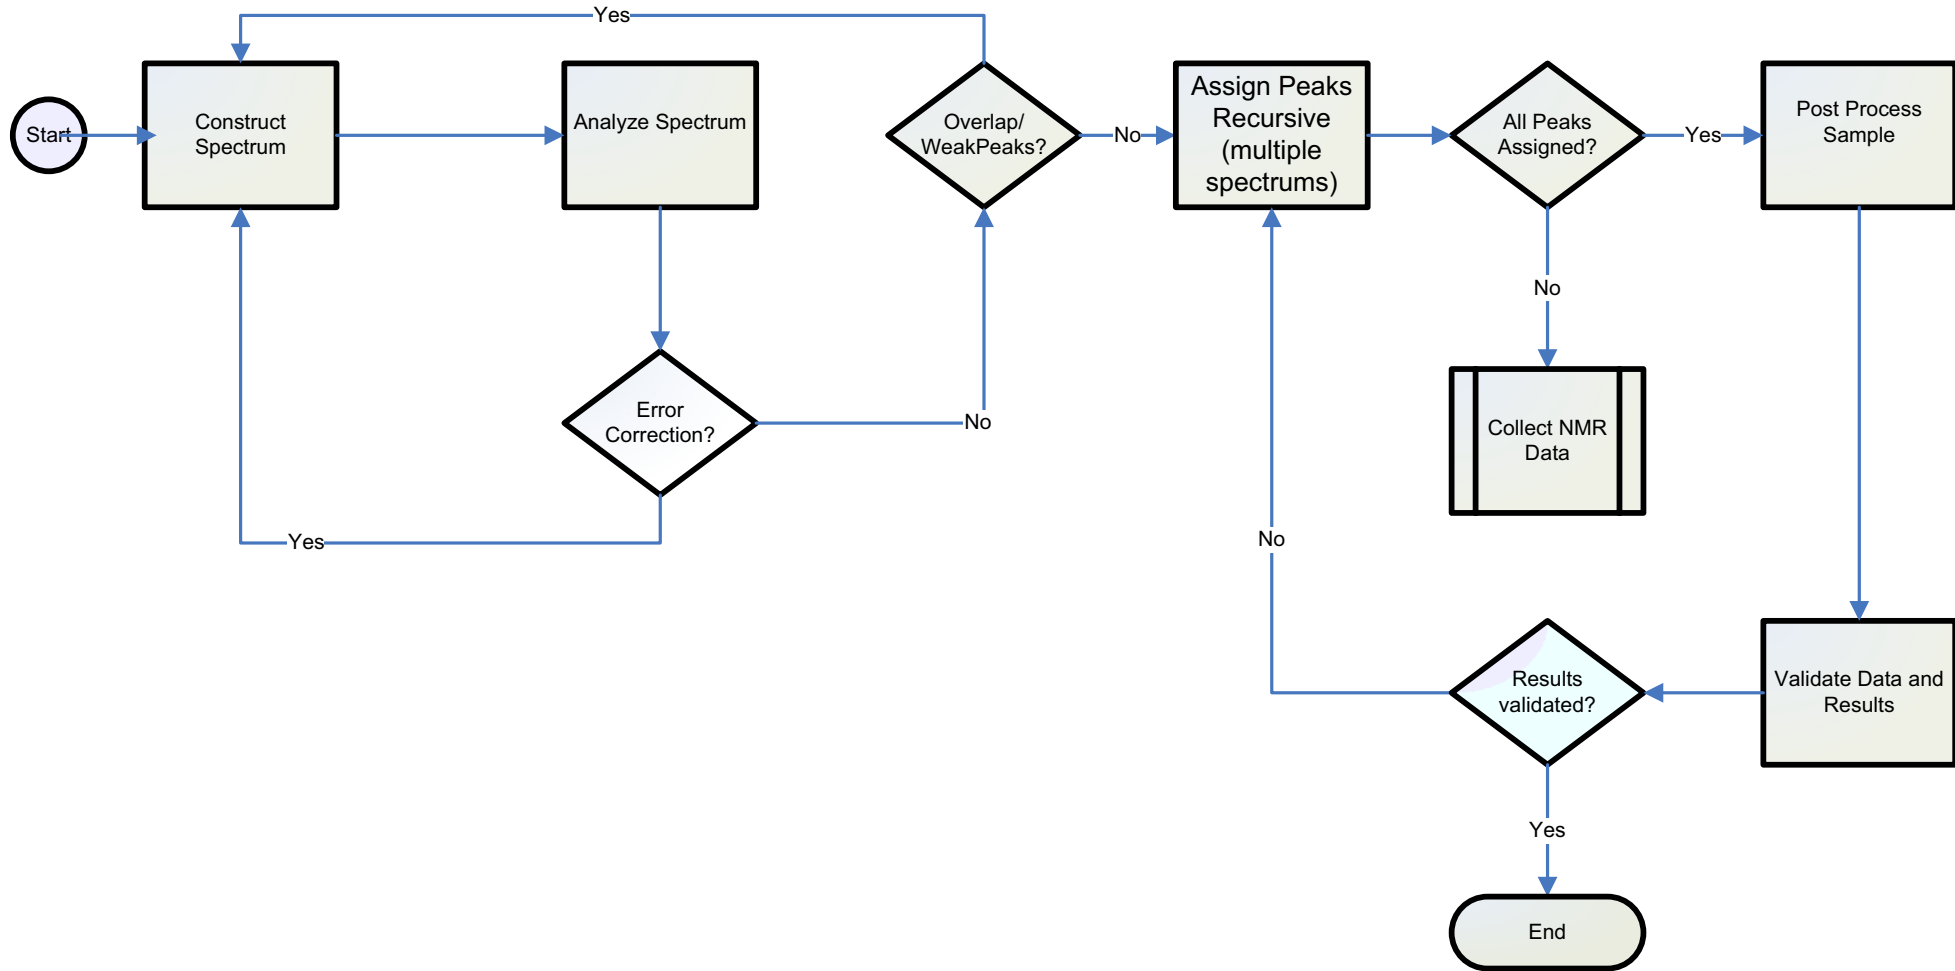 Yes
Start
Construct
Spectrum
Analyze Spectrum
Overlap/
WeakPeaks?
No
Assign Peaks
Recursive
(multiple
spectrums)
All Peaks
Assigned?
Yes
Post Process
Sample
No
Error
Correction?
No
Collect NMR
Data
Yes
No
Results
validated?
Validate Data and
Results
Yes
End